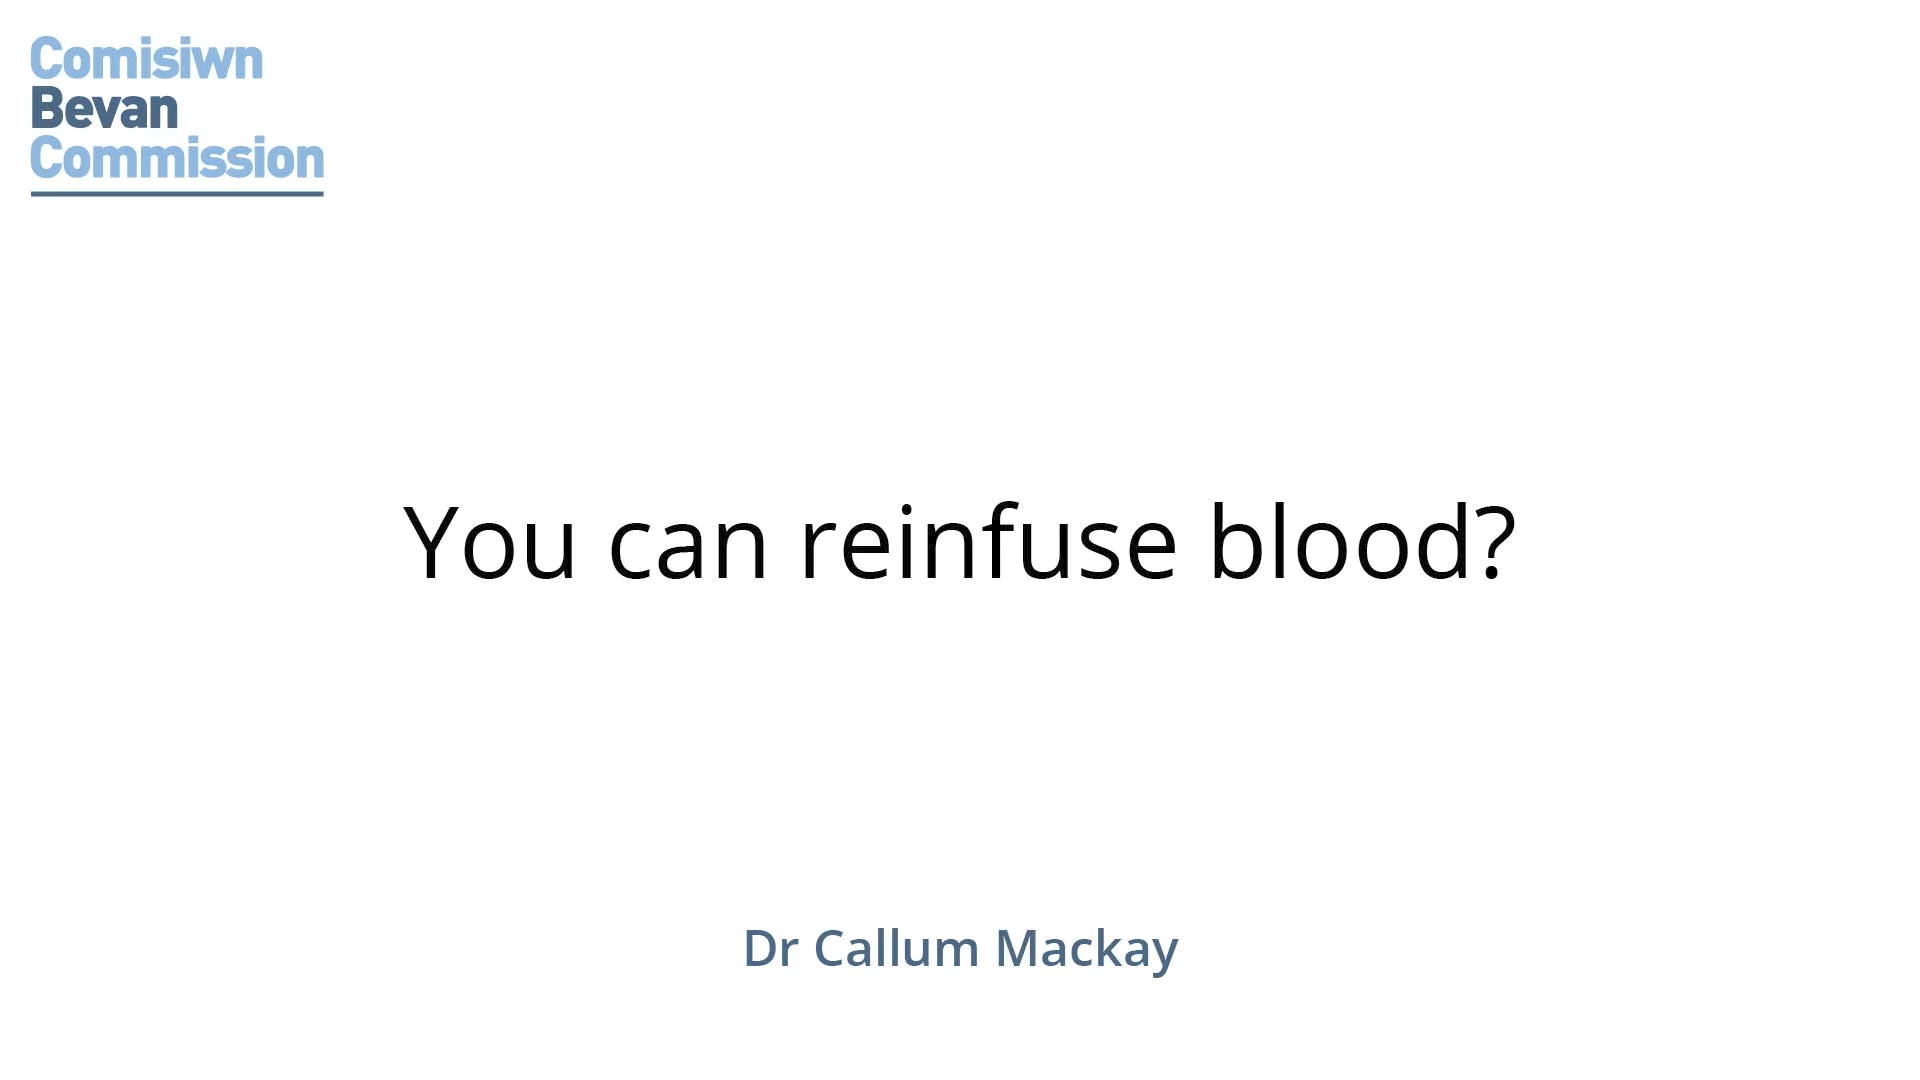 Comisiwn
Bevan
Commission
You can reinfuse blood?
Dr Callum Mackay